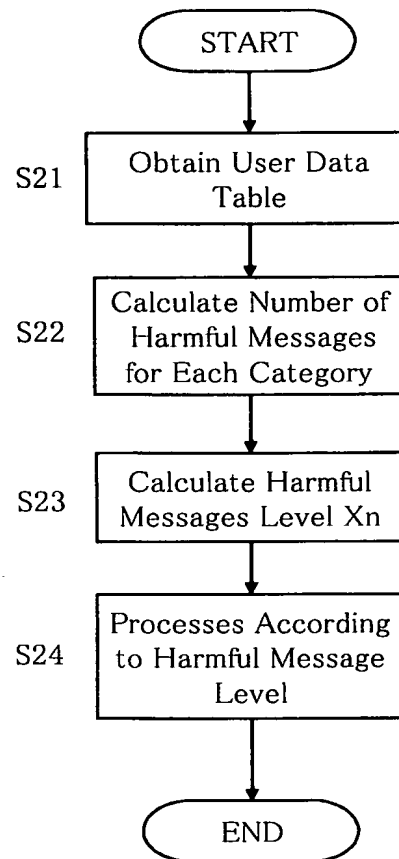 START
S21
Obtain User Data
Table
S22
Calculate Number of
Harmful Messages
for Each Category
S23
Calculate Harmful
Messages Level Xn
S24
Processes According
to Harmful Message
Level
END